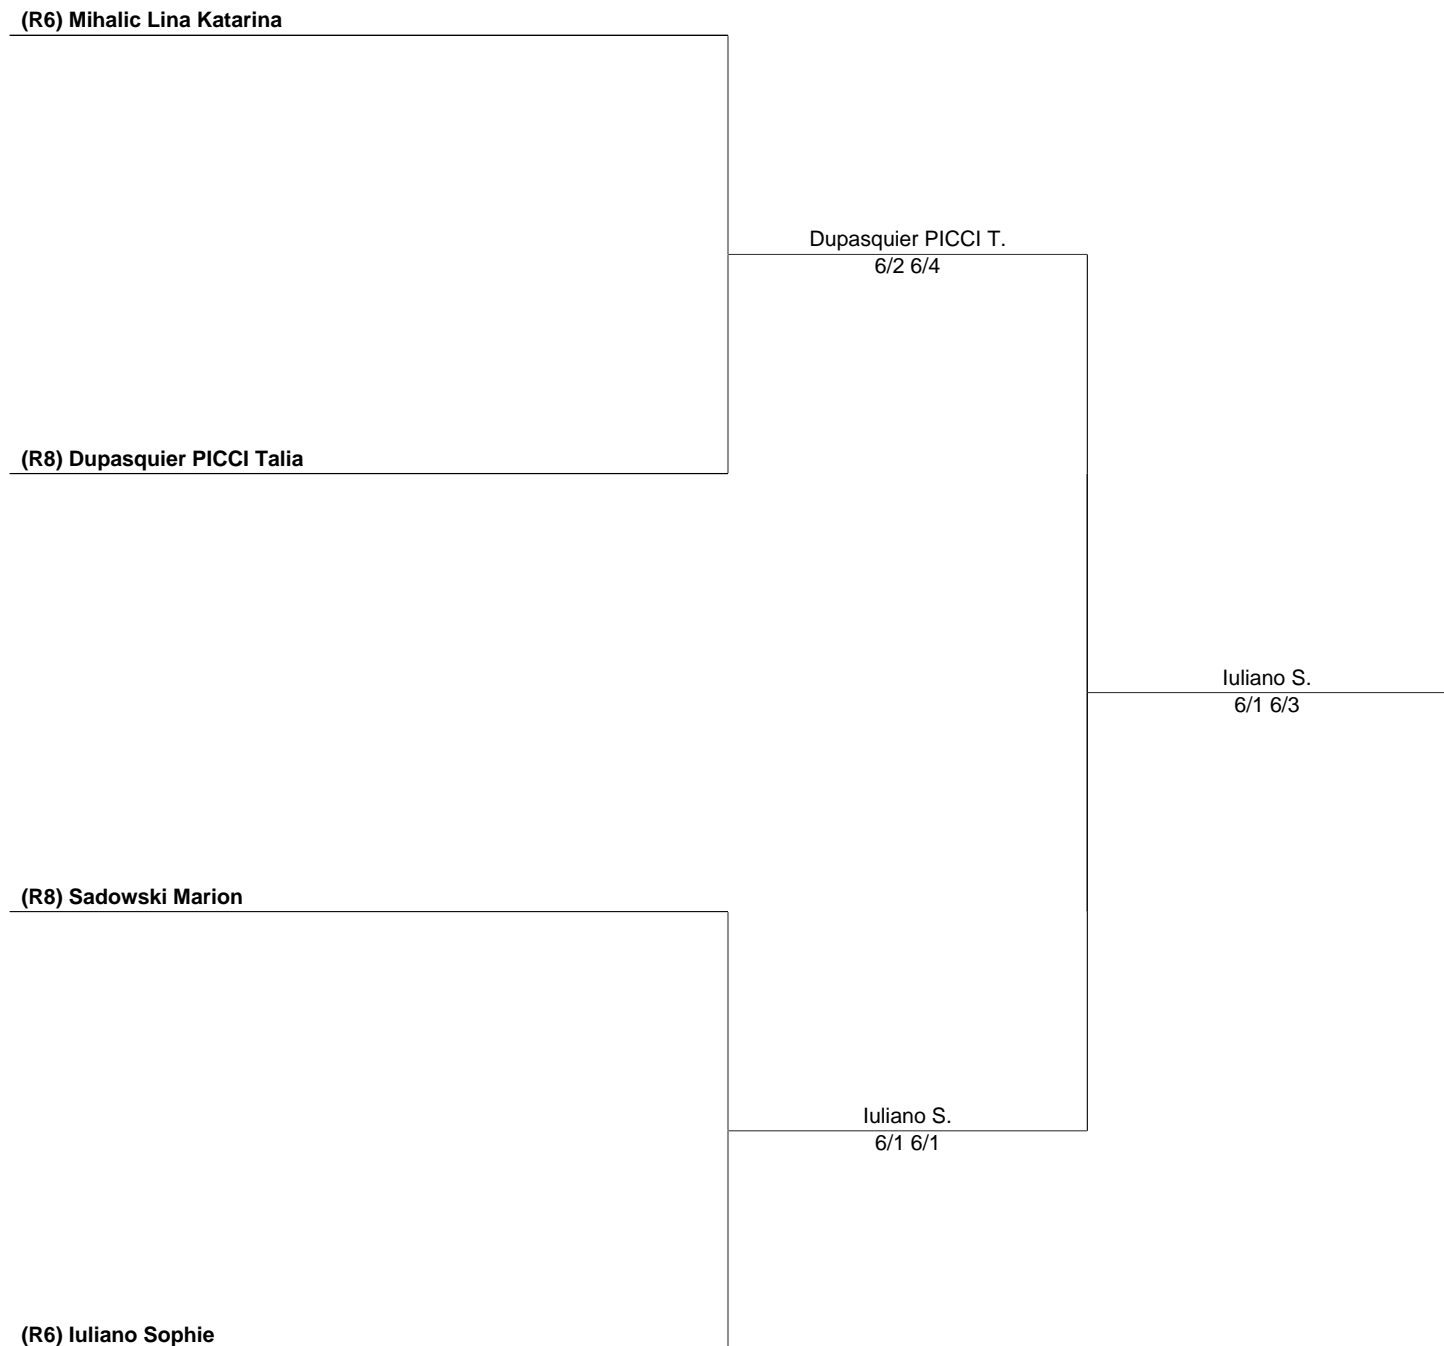 (R6) Mihalic Lina Katarina
Dupasquier PICCI T.
6/2 6/4
(R8) Dupasquier PICCI Talia
Iuliano S.
6/1 6/3
(R8) Sadowski Marion
Iuliano S.
6/1 6/1
(R6) Iuliano Sophie